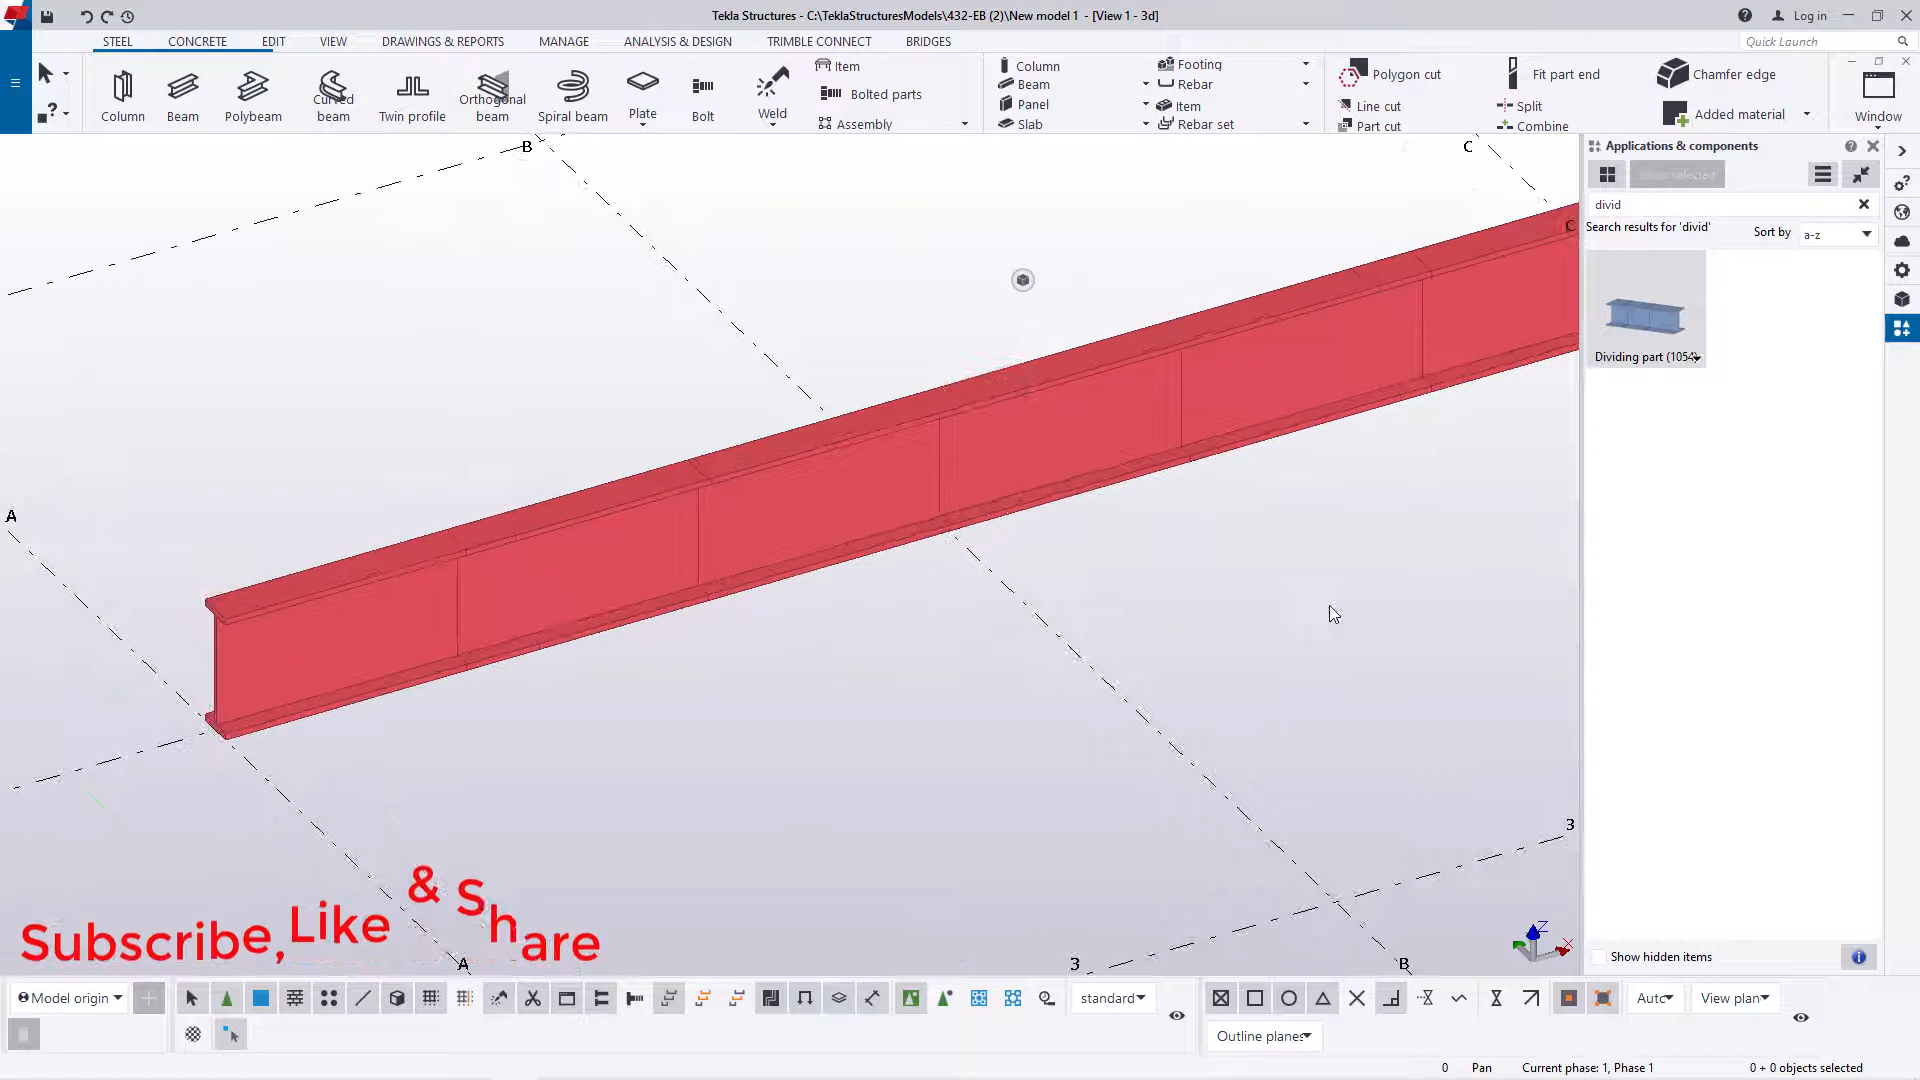 Tekla Structures - C:\TeklaStructuresModels\432-EB (2)\New model 1 - [View 1 - 3d]
Log in
STEEL CONCRETE EDIT VIEW DRAWINGS & REPORTS MANAGE ANALYSIS & DESIGN TRIMBLE CONNECT BRIDGES
Quick Launch
Column
Beam
Polybeam
Curved
beam
Twin profile
Orthogonal
beam
Spiral beam
Plate
Bolt
Weld
Item
Bolted parts
Assembly
Column
Beam
Panel
Slab
Footing
Rebar
Item
Rebar set
Polygon cut
Line cut
Part cut
Fit part end
Split
Combine
Chamfer edge
Added material
Window
B
C
C
A
3
A
3
B
Z
X
Subscribe, Like & Share
Applications & components
Show selected
divid
Search results for 'divid'
Sort by a-z
Dividing part (1054)
Show hidden items
Model origin
standard
Auto
View plan
Outline planes
0 Pan Current phase: 1, Phase 1 0 + 0 objects selected